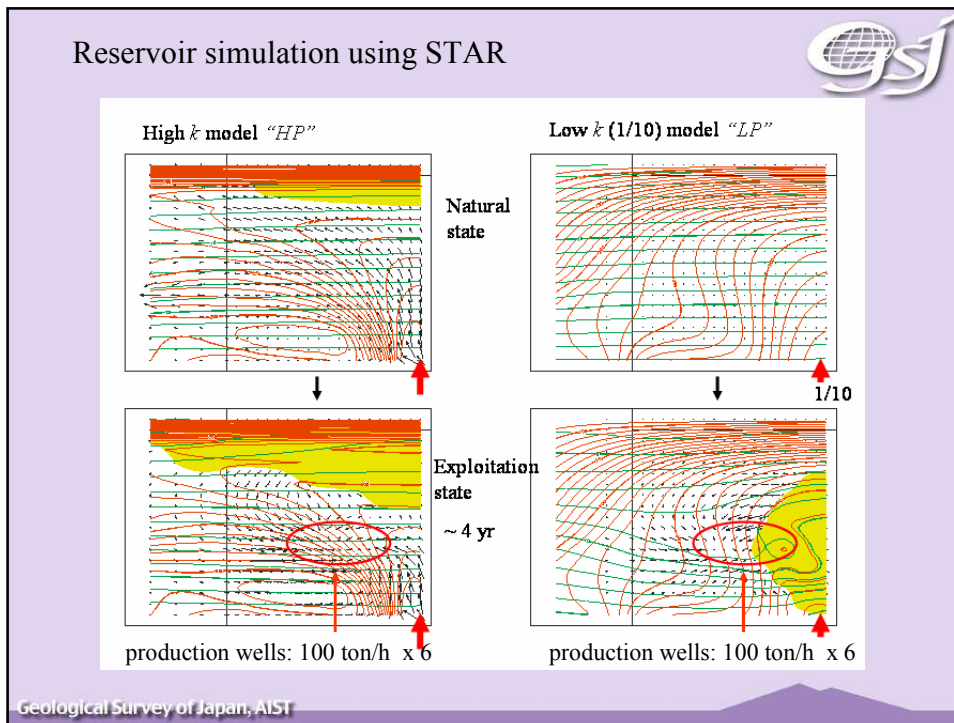 Reservoir simulation using STAR
GSJ
High k model "HP"
Low k (1/10) model "LP"
Natural
state
1/10
Exploitation
state
~ 4 yr
production wells: 100 ton/h x 6
production wells: 100 ton/h x 6
Geological Survey of Japan, AIST